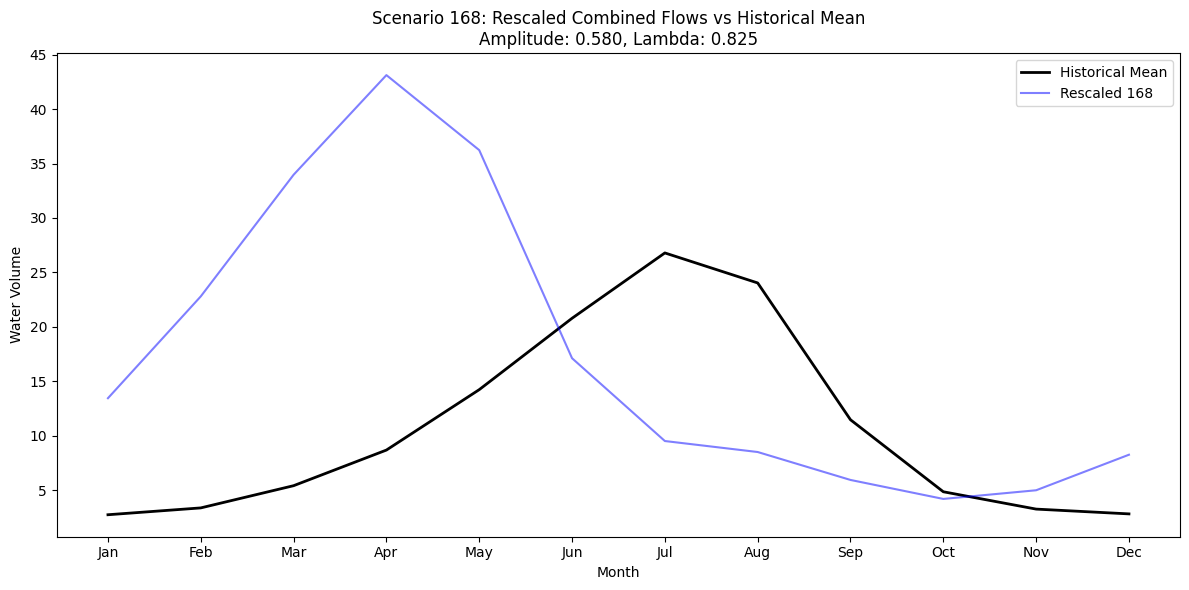 Scenario 168: Rescaled Combined Flows vs Historical Mean
Amplitude: 0.580, Lambda: 0.825
Historical Mean
Rescaled 168
Water Volume
45
40
35
30
25
20
15
10
5
Jan Feb Mar Apr May Jun Jul Aug Sep Oct Nov Dec
Month